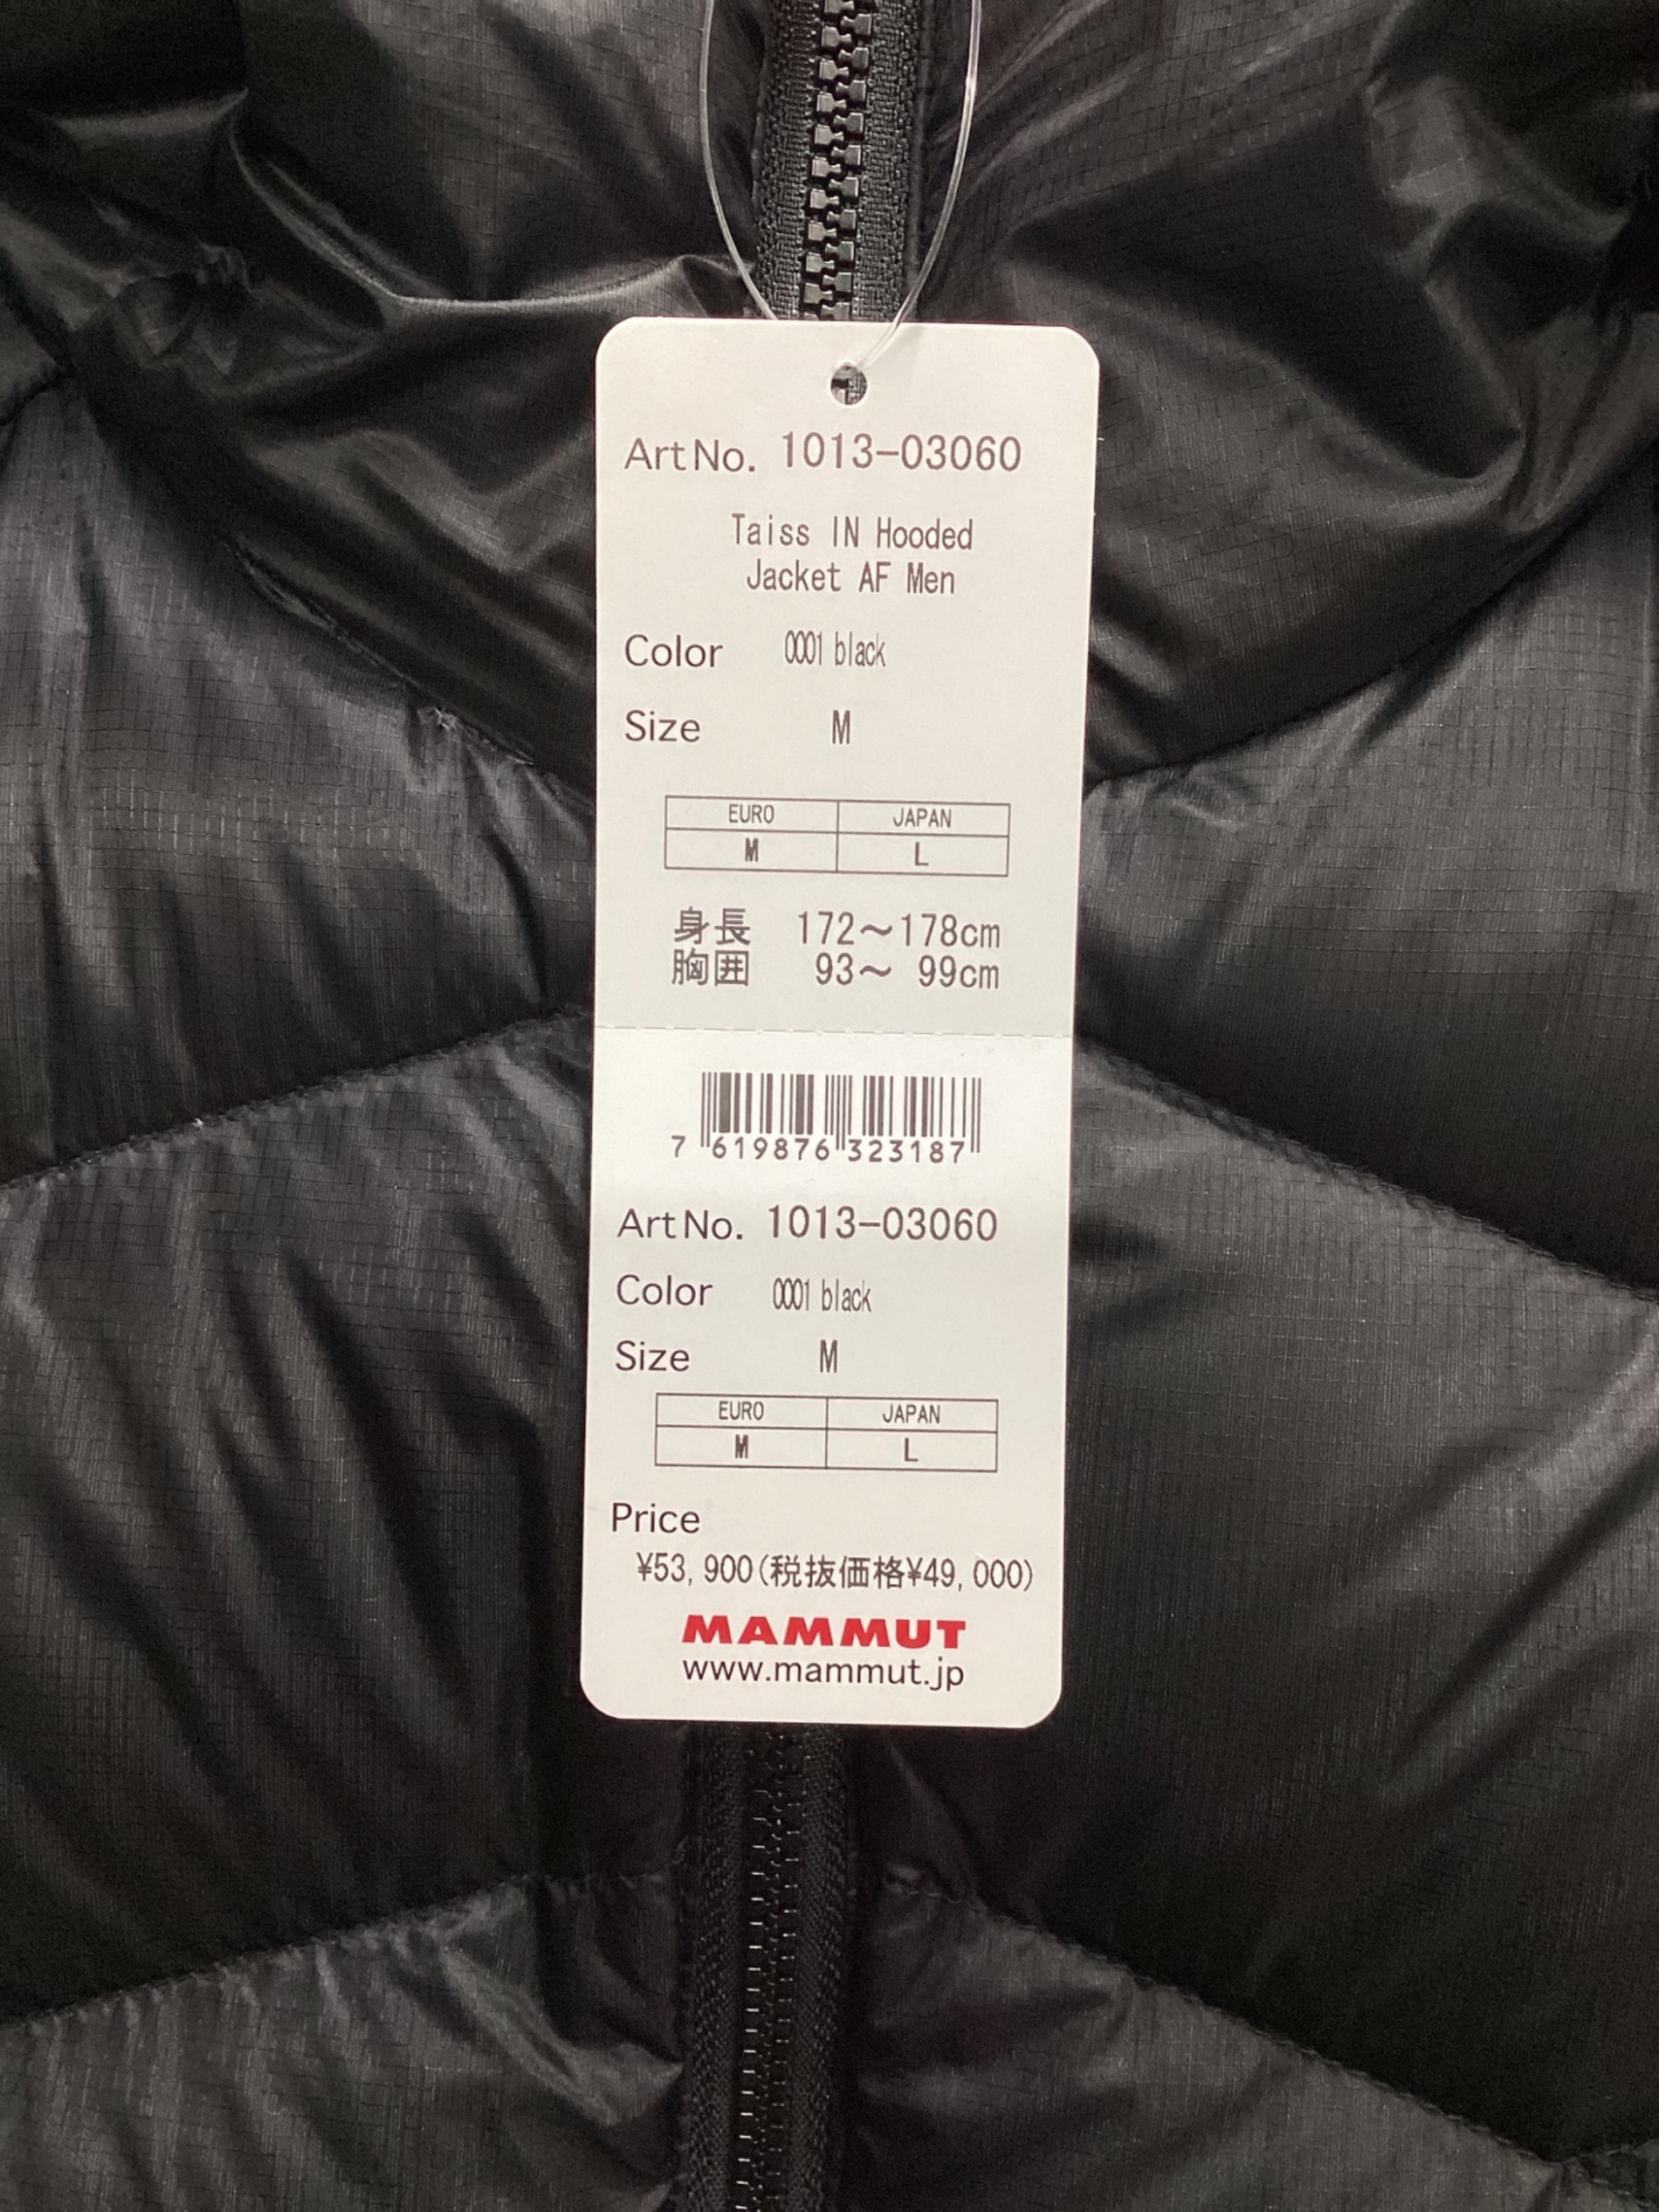 Art No. 1013-03060
Taiss IN Hooded
Jacket AF Men
Color 0001 black
Size M
EURO JAPAN
M L
身長 172～178cm
胸囲 93～ 99cm
7 619876 323187
Art No. 1013-03060
Color 0001 black
Size M
EURO JAPAN
M L
Price
¥53,900(税抜価格¥49,000)
MAMMUT
www.mammut.jp